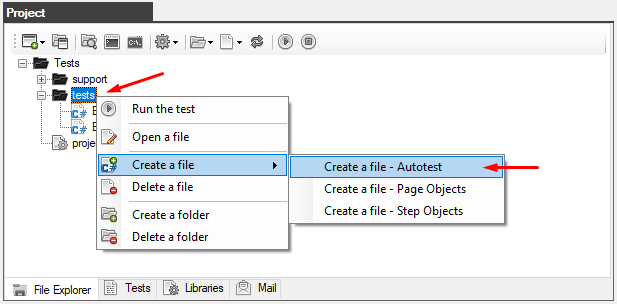 Project
Tests
support
tests
Run the test
Open a file
Create a file
Create a file - Autotest
Delete a file
Create a file - Page Objects
Create a file - Step Objects
Create a folder
Delete a folder
File Explorer
Tests
Libraries
Mail